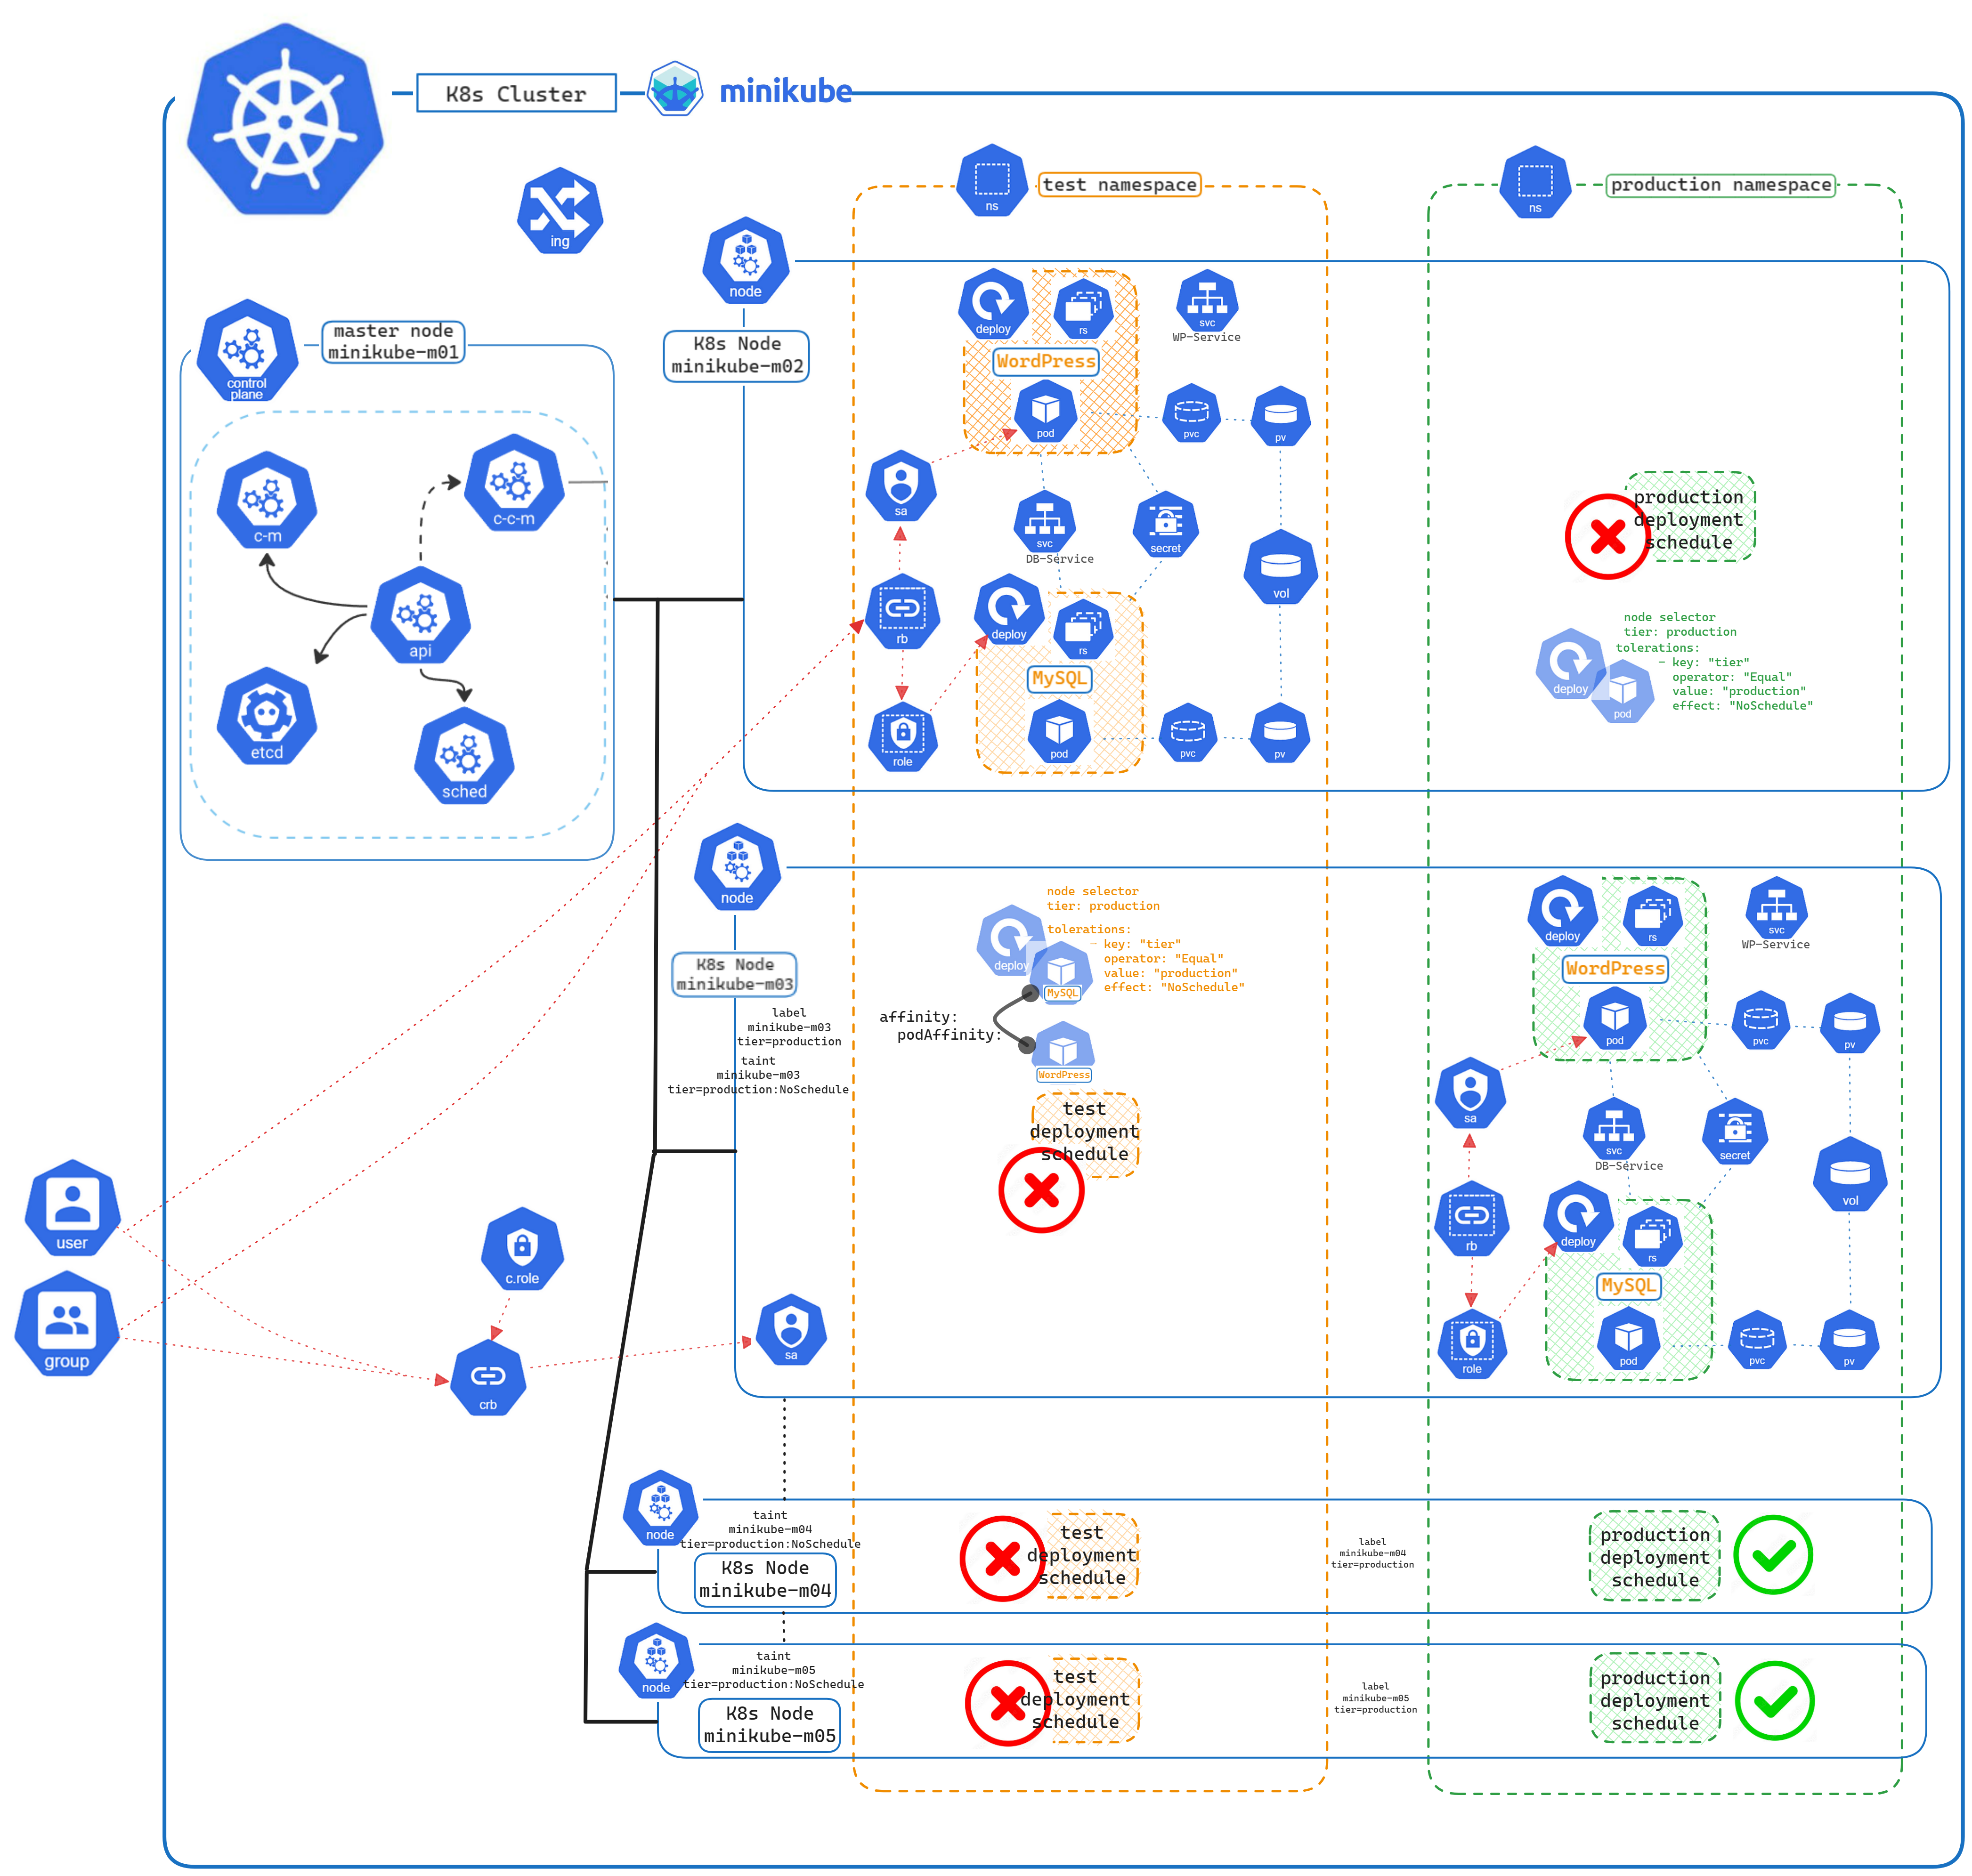 K8s Cluster
minikube
ns
test namespace
ns
production namespace
ing
node
K8s Node
minikube-m02
control
plane
master node
minikube-m01
c-m
c-c-m
api
etcd
sched
deploy
rs
WordPress
pod
svc
WP-Service
pvc
pv
sa
svc
DB-Service
secret
vol
rb
deploy
rs
MySQL
role
pod
pvc
pv
production
deployment
schedule
node selector
tier: production
tolerations:
- key: "tier"
operator: "Equal"
value: "production"
effect: "NoSchedule"
deploy
pod
node
K8s Node
minikube-m03
label
minikube-m03
tier=production
taint
minikube-m03
tier=production:NoSchedule
node selector
tier: production
tolerations:
- key: "tier"
operator: "Equal"
value: "production"
effect: "NoSchedule"
deploy
MySQL
affinity:
podAffinity:
WordPress
test
deployment
schedule
deploy
rs
WordPress
pod
svc
WP-Service
pvc
pv
sa
svc
DB-Service
secret
vol
rb
deploy
rs
MySQL
role
pod
pvc
pv
user
group
c.role
crb
sa
node
taint
minikube-m04
tier=production:NoSchedule
K8s Node
minikube-m04
test
deployment
schedule
label
minikube-m04
tier=production
production
deployment
schedule
node
taint
minikube-m05
tier=production:NoSchedule
K8s Node
minikube-m05
test
deployment
schedule
label
minikube-m05
tier=production
production
deployment
schedule